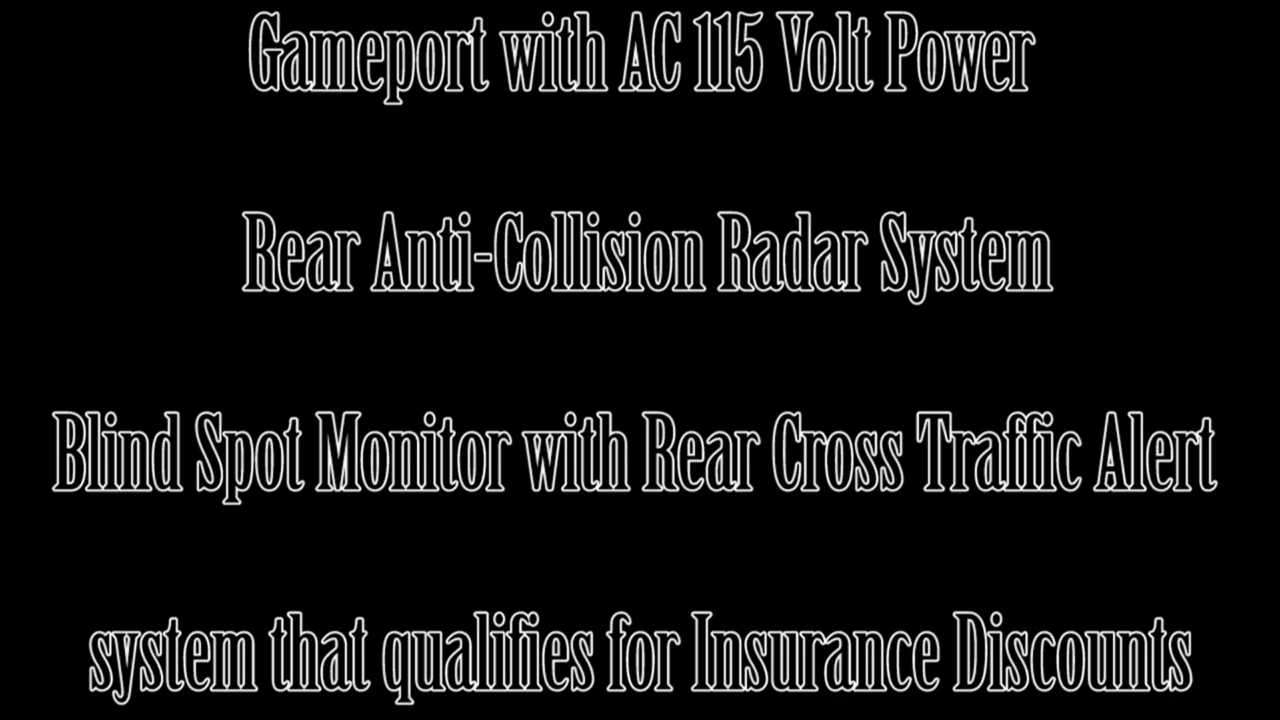 Gameport with AC 115 Volt Power
Rear Anti-Collision Radar System
Blind Spot Monitor with Rear Cross Traffic Alert
system that qualifies for Insurance Discounts